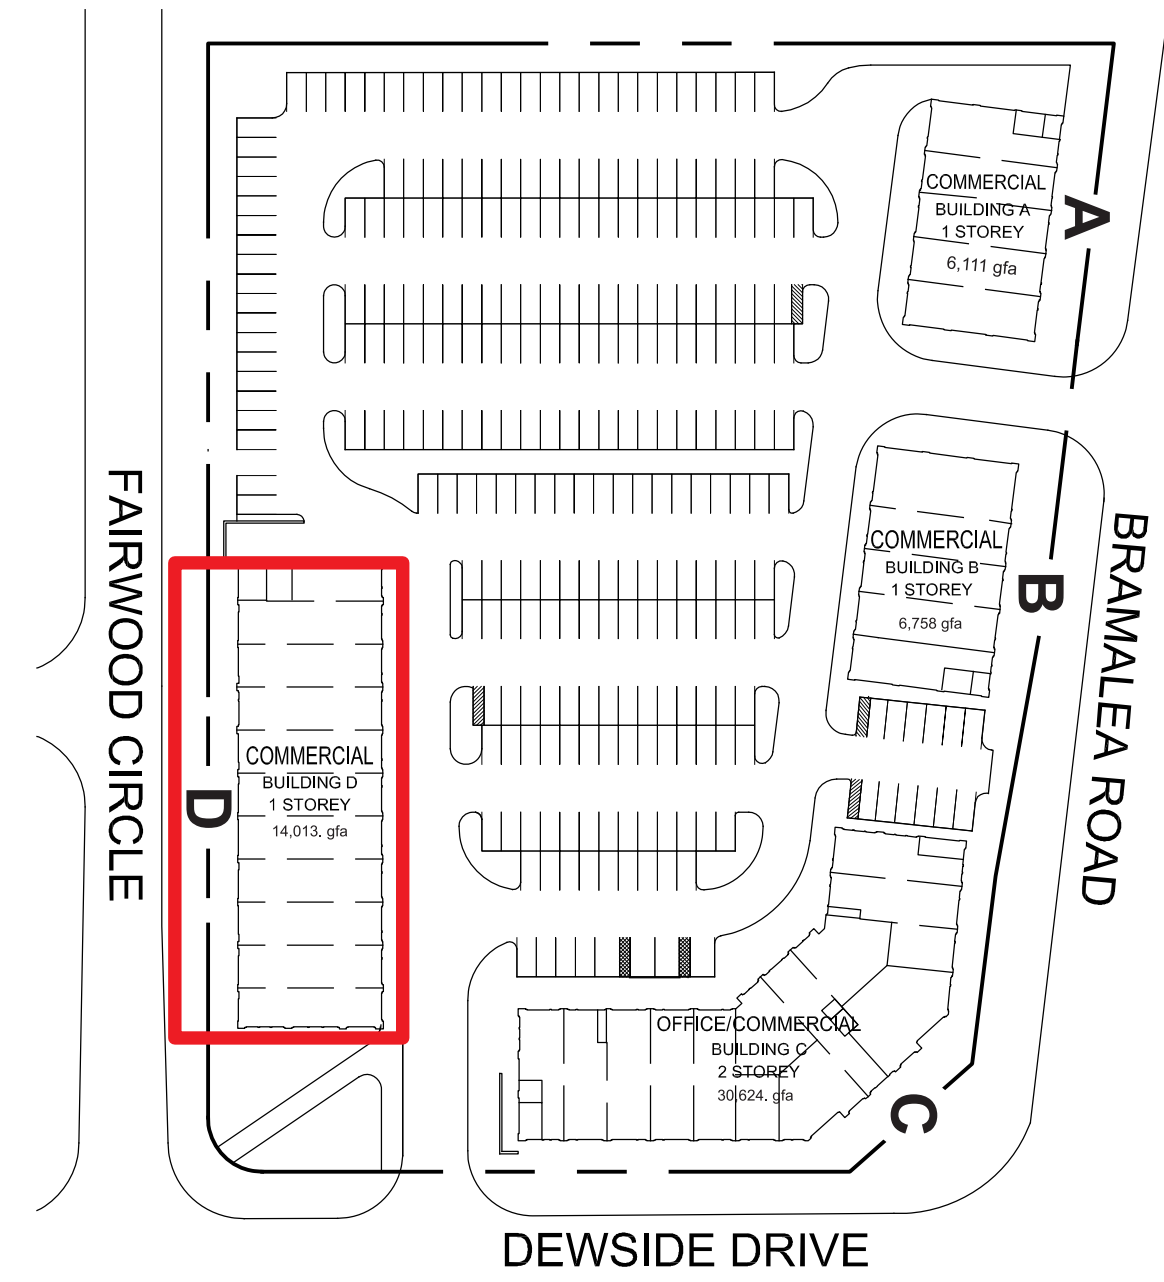 COMMERCIAL
BUILDING A
1 STOREY
6,111 gfa
A
COMMERCIAL
BUILDING B
1 STOREY
6,758 gfa
B
FAIRWOOD CIRCLE
BRAMALEA ROAD
COMMERCIAL
BUILDING D
1 STOREY
14,013. gfa
D
OFFICE/COMMERCIAL
BUILDING C
2 STOREY
30,624. gfa
C
DEWSIDE DRIVE